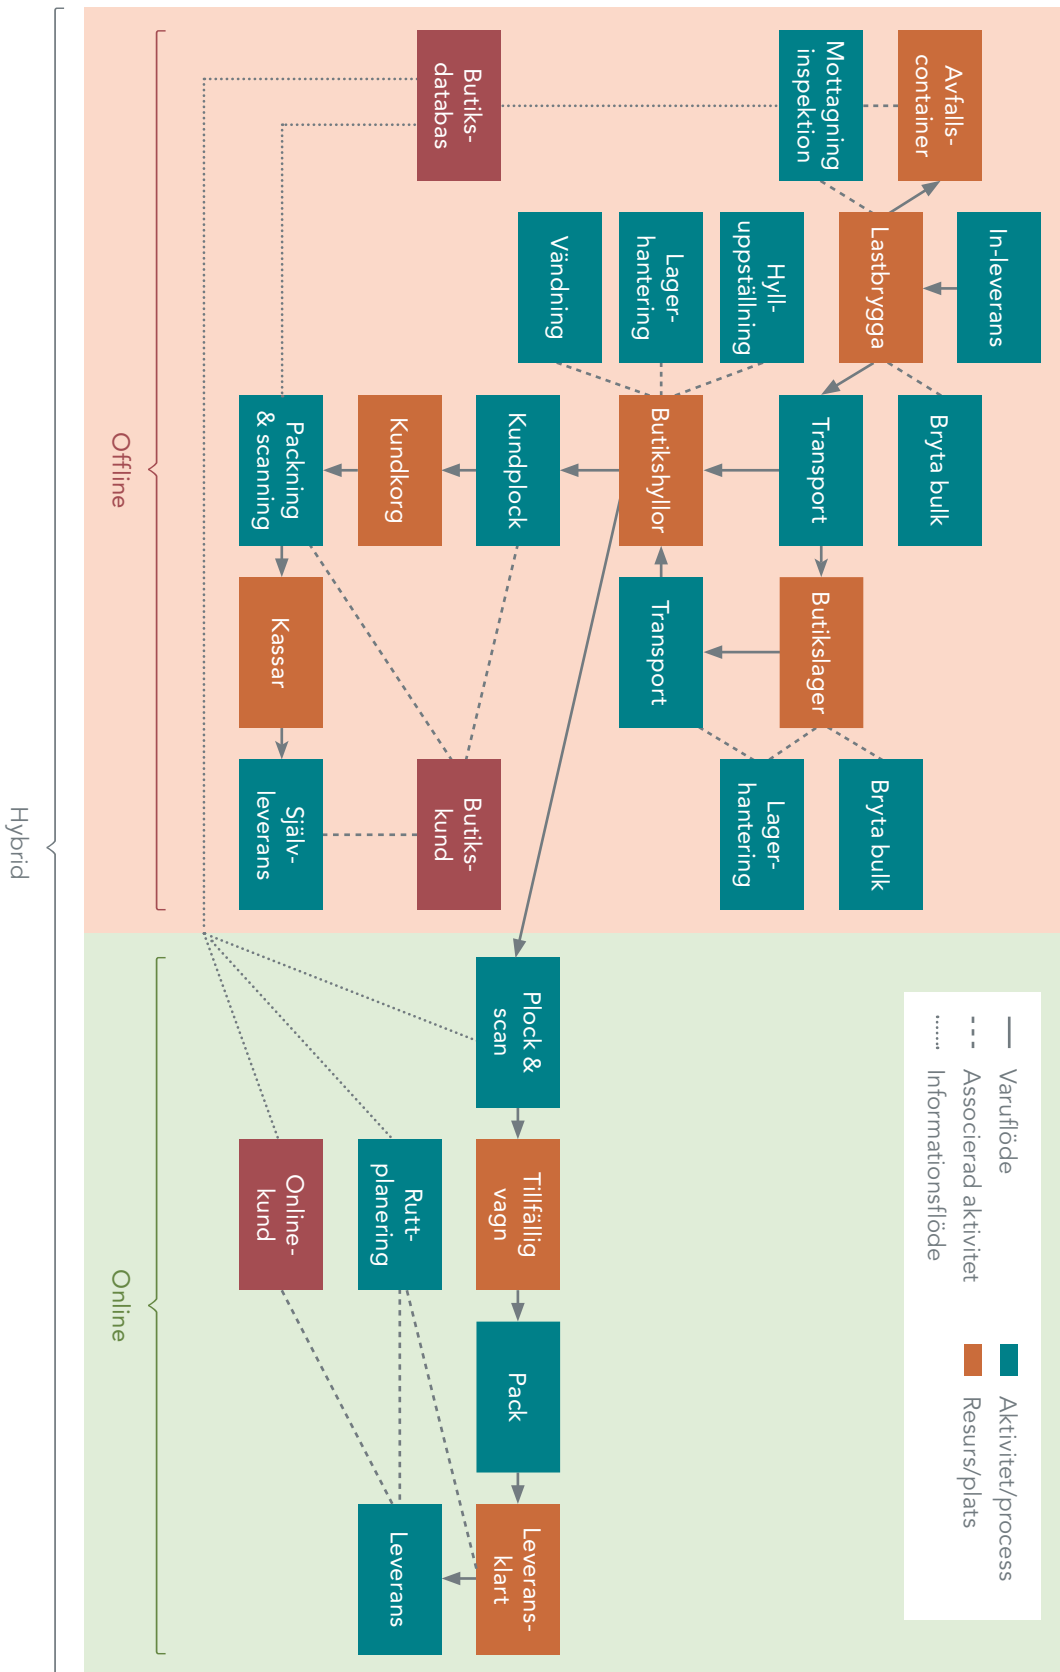 In-leverans
Avfalls-
container
Lastbrygga
Bryta bulk
Mottagning
inspektion
Transport
Butikslager
Bryta bulk
Hyll-
uppställning
Lager-
hantering
Lager-
hantering
Butikshyllor
Transport
Vändning
Butiks-
databas
Kundplock
Butiks-
kund
Kundkorg
Packning
& scanning
Kassar
Själv-
leverans
Offline
Varuflöde
Associerad aktivitet
Informationsflöde
Aktivitet/process
Resurs/plats
Plock &
scan
Tillfällig
vagn
Pack
Leverans-
klart
Rutt-
planering
Leverans
Online-
kund
Online
Hybrid